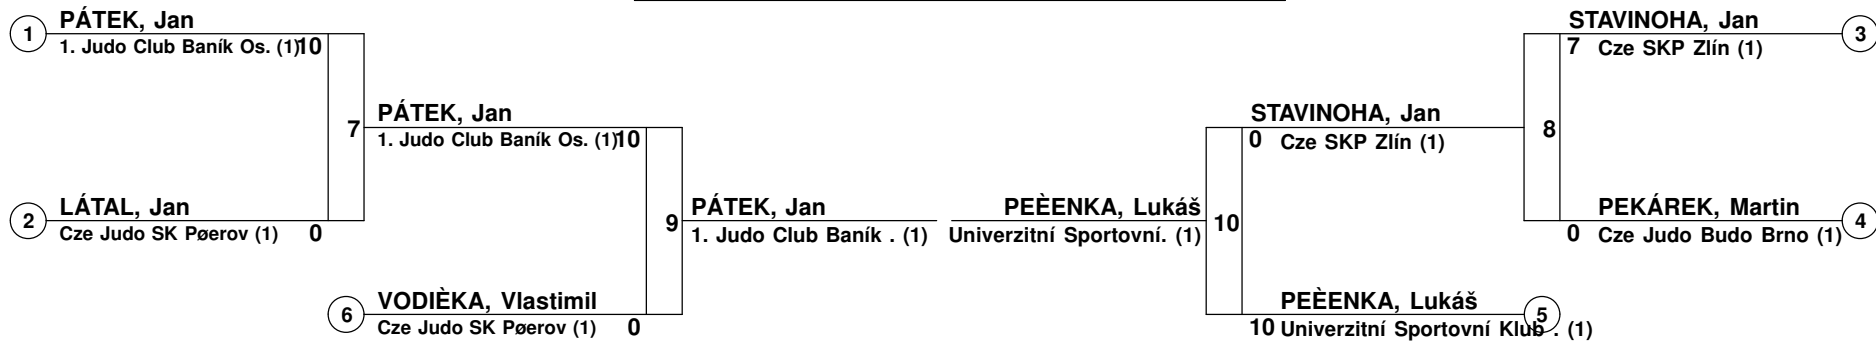 PÁTEK, Jan
1
1. Judo Club Baník Os. (1) 10
7
PÁTEK, Jan
1. Judo Club Baník Os. (1) 10
2
LÁTAL, Jan
Cze Judo SK Pøerov (1) 0
9
PÁTEK, Jan
1. Judo Club Baník . (1)
6
VODIÈKA, Vlastimil
Cze Judo SK Pøerov (1) 0
STAVINOHA, Jan
3
7 Cze SKP Zlín (1)
STAVINOHA, Jan
8
0 Cze SKP Zlín (1)
PEÈENKA, Lukáš
10
Univerzitní Sportovní. (1)
PEKÁREK, Martin
4
0 Cze Judo Budo Brno (1)
PEÈENKA, Lukáš
5
10 Univerzitní Sportovní Klub . (1)